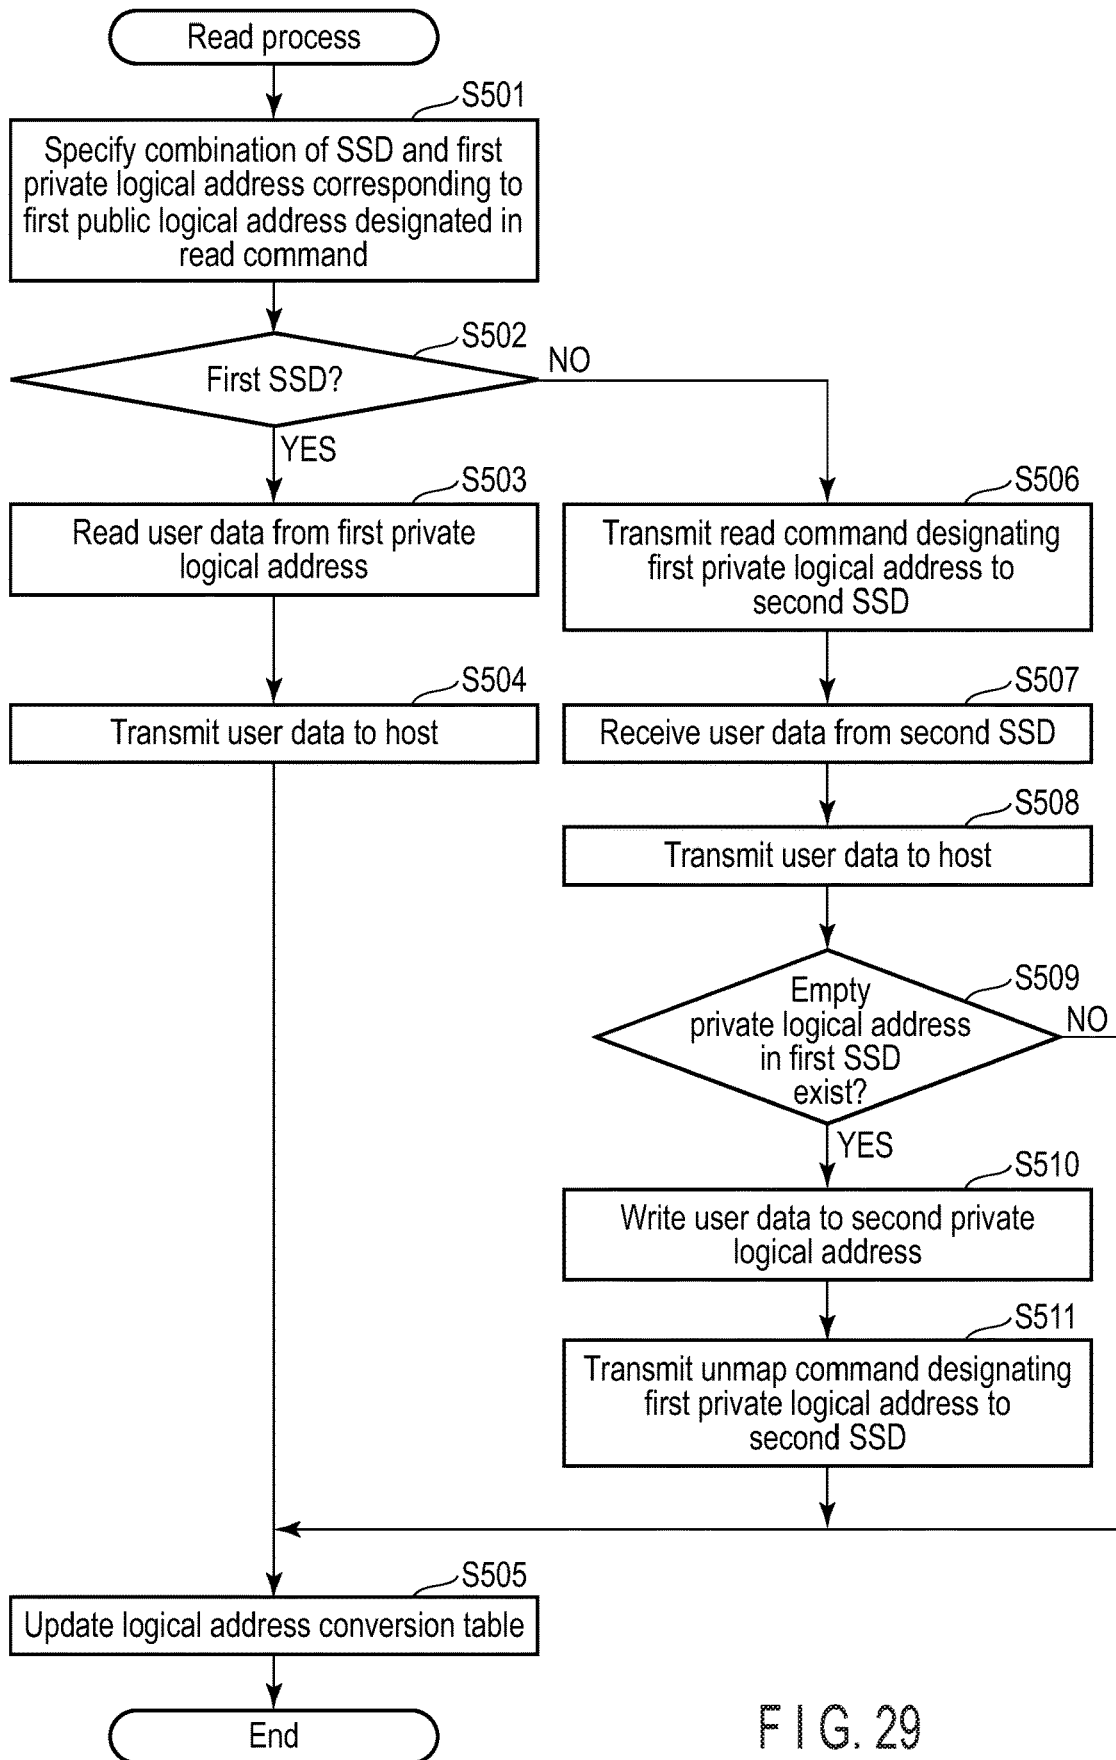 Read process
S501
Specify combination of SSD and first
private logical address corresponding to
first public logical address designated in
read command
S502
First SSD?
NO
YES
S503
Read user data from first private
logical address
S504
Transmit user data to host
S506
Transmit read command designating
first private logical address to
second SSD
S507
Receive user data from second SSD
S508
Transmit user data to host
S509
Empty
private logical address
in first SSD
exist?
NO
YES
S510
Write user data to second private
logical address
S511
Transmit unmap command designating
first private logical address to
second SSD
S505
Update logical address conversion table
End
FIG. 29